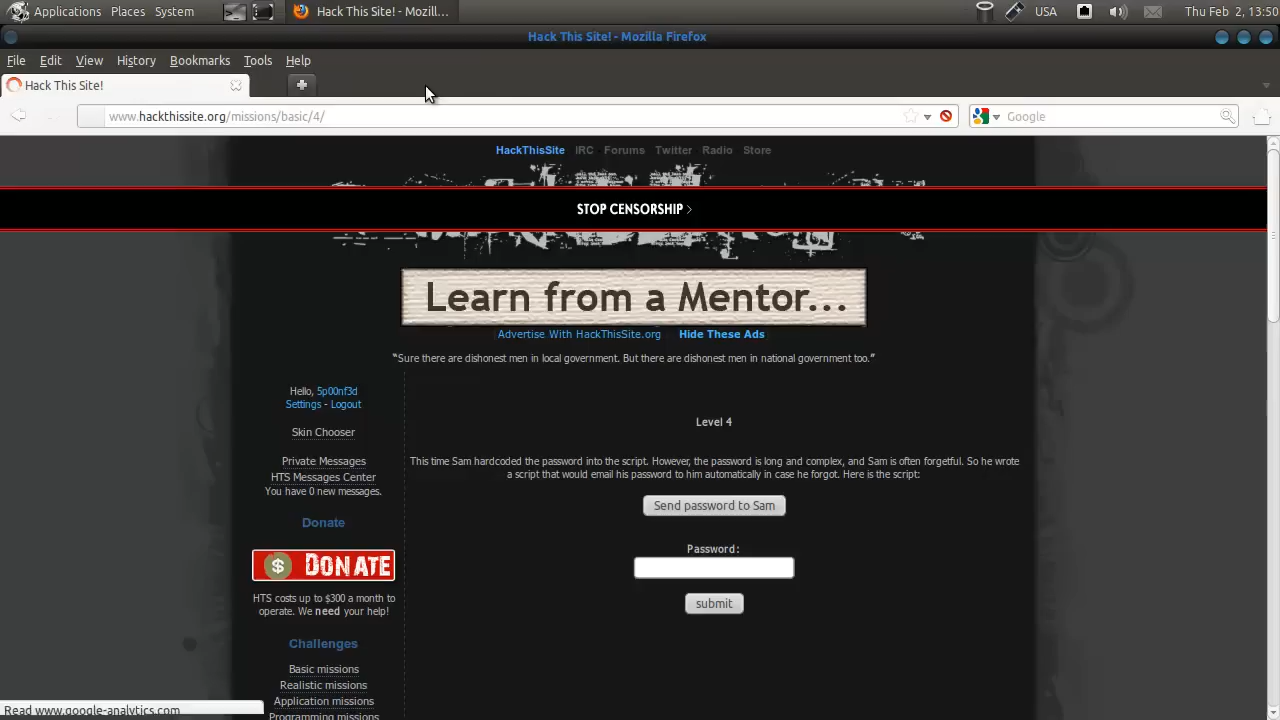 Applications Places System Hack This Site! - Mozill... USA Thu Feb 2, 13:50
Hack This Site! - Mozilla Firefox
File Edit View History Bookmarks Tools Help
Hack This Site!
www.hackthissite.org/missions/basic/4/ Google
HackThisSite IRC Forums Twitter Radio Store
STOP CENSORSHIP >
Learn from a Mentor...
Advertise With HackThisSite.org Hide These Ads
"Sure there are dishonest men in local government. But there are dishonest men in national government too."
Hello, 5p00nf3d
Settings - Logout
Skin Chooser
Private Messages
HTS Messages Center
You have 0 new messages.
Donate
$ DONATE
HTS costs up to $300 a month to
operate. We need your help!
Challenges
Basic missions
Realistic missions
Application missions
Programming missions
Level 4
This time Sam hardcoded the password into the script. However, the password is long and complex, and Sam is often forgetful. So he wrote
a script that would email his password to him automatically in case he forgot. Here is the script:
Send password to Sam
Password:
submit
Read www.google-analytics.com